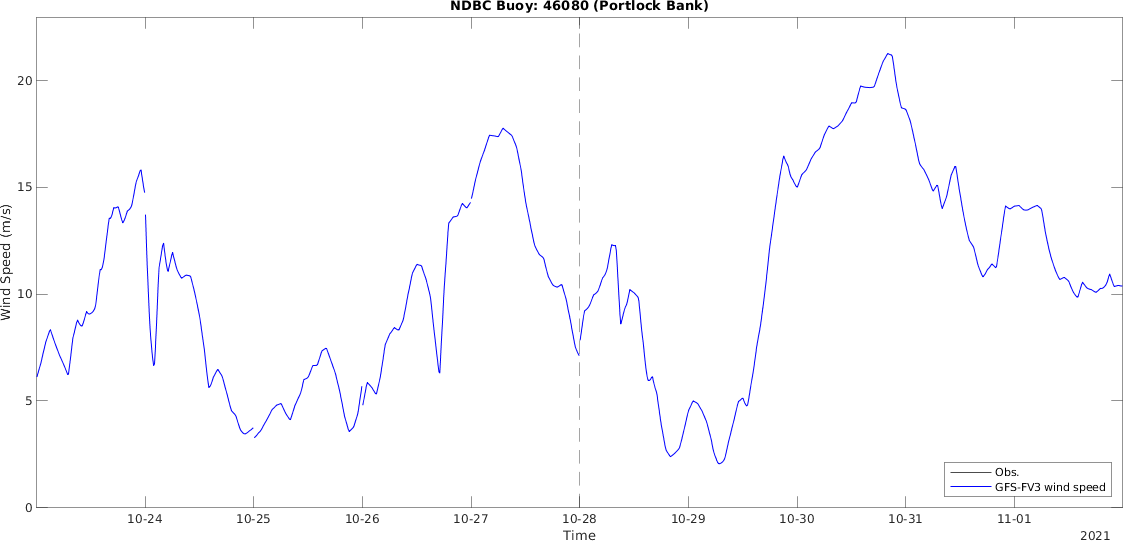 NDBC Buoy: 46080 (Portlock Bank)
Wind Speed (m/s)
20
15
10
5
0
10-24 10-25 10-26 10-27 10-28 10-29 10-30 10-31 11-01
Time
2021
Obs.
GFS-FV3 wind speed